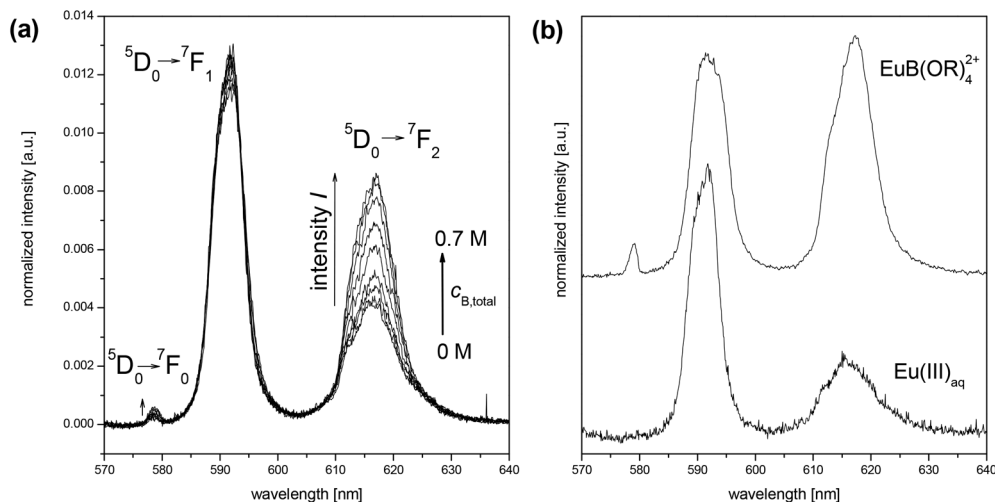 (a)
0.014
0.012
0.010
0.008
0.006
0.004
0.002
0.000
normalized intensity [a.u.]
⁵D₀→⁷F₁
⁵D₀→⁷F₂
intensity I
0.7 M
c_B,total
0 M
⁵D₀→⁷F₀
570 580 590 600 610 620 630 640
wavelength [nm]
(b)
normalized intensity [a.u.]
EuB(OR)₄²⁺
Eu(III)aq
570 580 590 600 610 620 630 640
wavelength [nm]